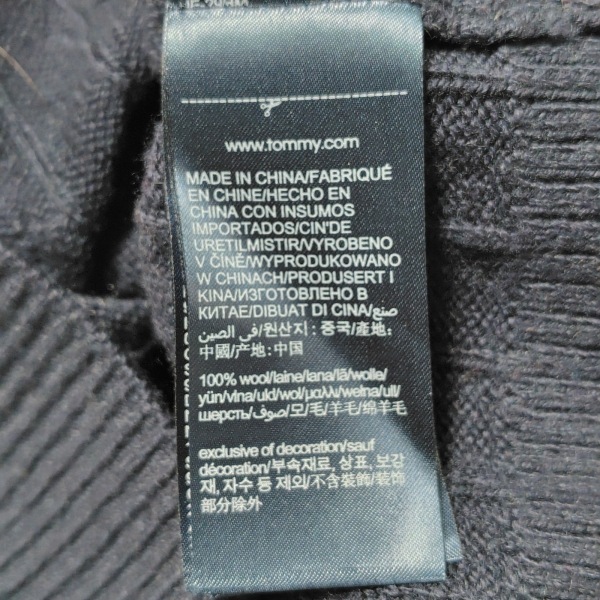 www.tommy.com
MADE IN CHINA/FABRIQUÉ
EN CHINE/HECHO EN
CHINA CON INSUMOS
IMPORTADOS/CIN'DE
URETILMISTIR/VYROBENO
V ČÍNĚ/WYPRODUKOWANO
W CHINACH/PRODUSERT I
KINA/ИЗГОТОВЛЕНО В
КИТАЕ/DIBUAT DI CINA/صنع
في الصين/원산지:중국/產地:
中國/产地:中国
100% wool/laine/lana/lã/wolle/
yün/vlna/uld/wol/μαλλί/wełna/ull/
шерсть/صوف/모/毛/羊毛/绵羊毛
exclusive of decoration/sauf
décoration/부속재료, 상표, 보강
재, 자수 등 제외/不含裝飾/装饰
部分除外